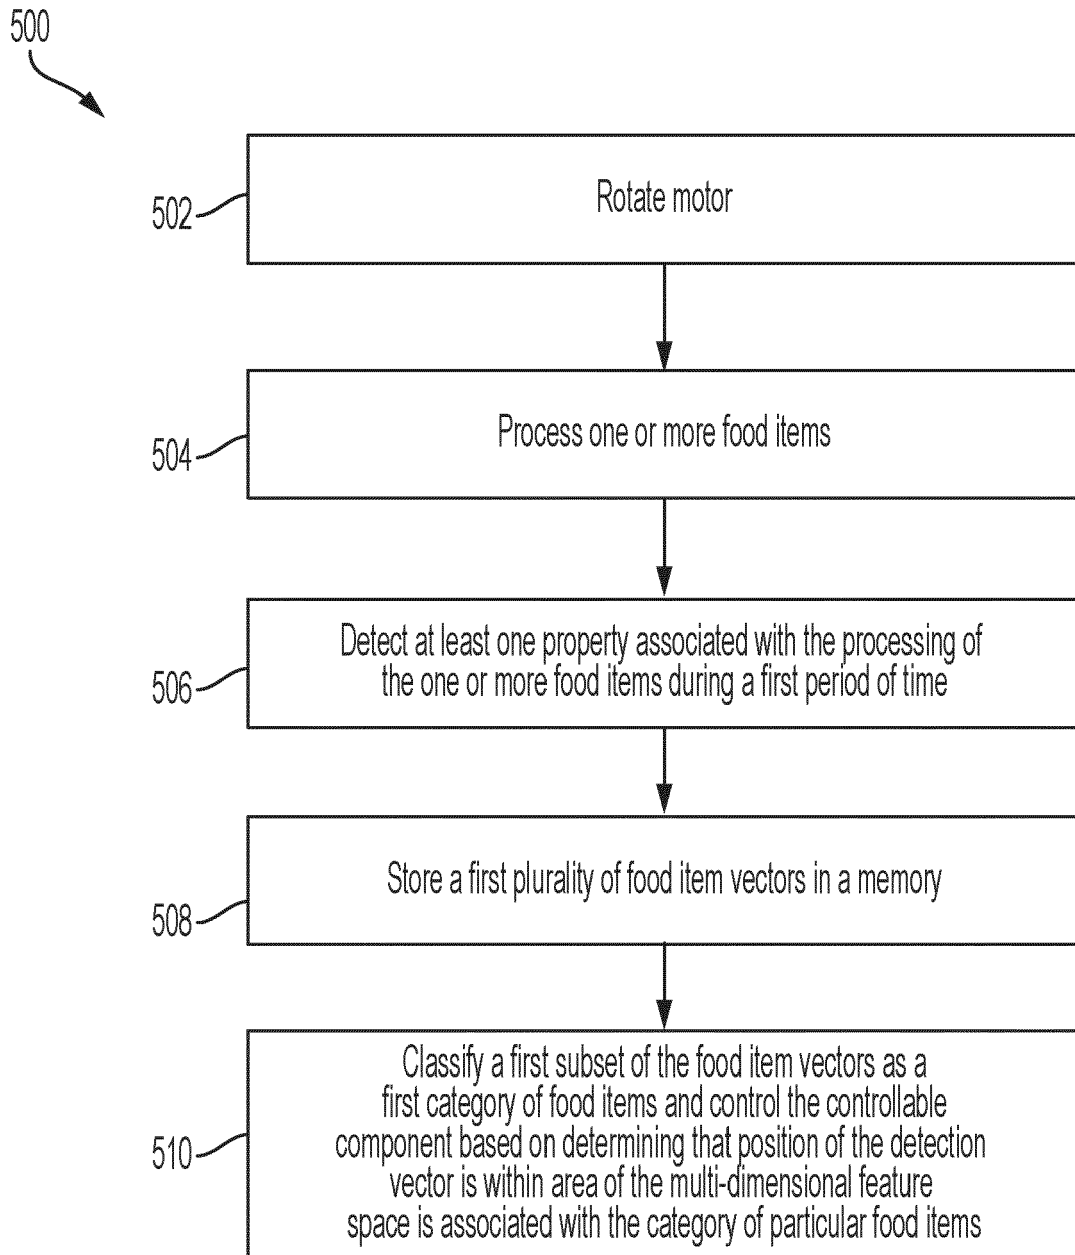 500
502
Rotate motor
504
Process one or more food items
506
Detect at least one property associated with the processing of
the one or more food items during a first period of time
508
Store a first plurality of food item vectors in a memory
510
Classify a first subset of the food item vectors as a
first category of food items and control the controllable
component based on determining that position of the detection
vector is within area of the multi-dimensional feature
space is associated with the category of particular food items